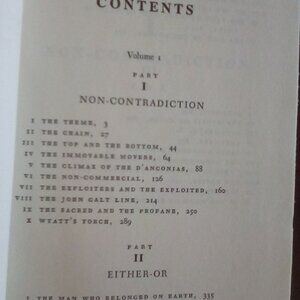 CONTENTS
Volume 1
PART
I
NON-CONTRADICTION
I THE THEME, 3
II THE CHAIN, 27
III THE TOP AND THE BOTTOM, 44
IV THE IMMOVABLE MOVERS, 64
V THE CLIMAX OF THE D'ANCONIAS, 88
VI THE NON-COMMERCIAL, 126
VII THE EXPLOITERS AND THE EXPLOITED, 160
VIII THE JOHN GALT LINE, 214
IX THE SACRED AND THE PROFANE, 250
X WYATT'S TORCH, 289
PART
II
EITHER-OR
I THE MAN WHO BELONGED ON EARTH, 335